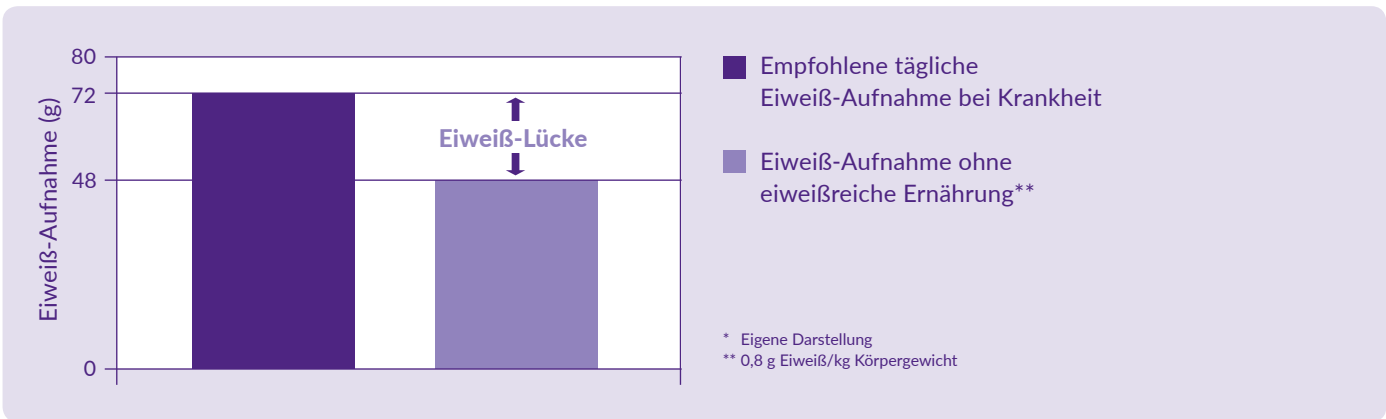 80
72
48
0
Eiweiß-Aufnahme (g)
Eiweiß-Lücke
Empfohlene tägliche
Eiweiß-Aufnahme bei Krankheit
Eiweiß-Aufnahme ohne
eiweißreiche Ernährung**
* Eigene Darstellung
** 0,8 g Eiweiß/kg Körpergewicht